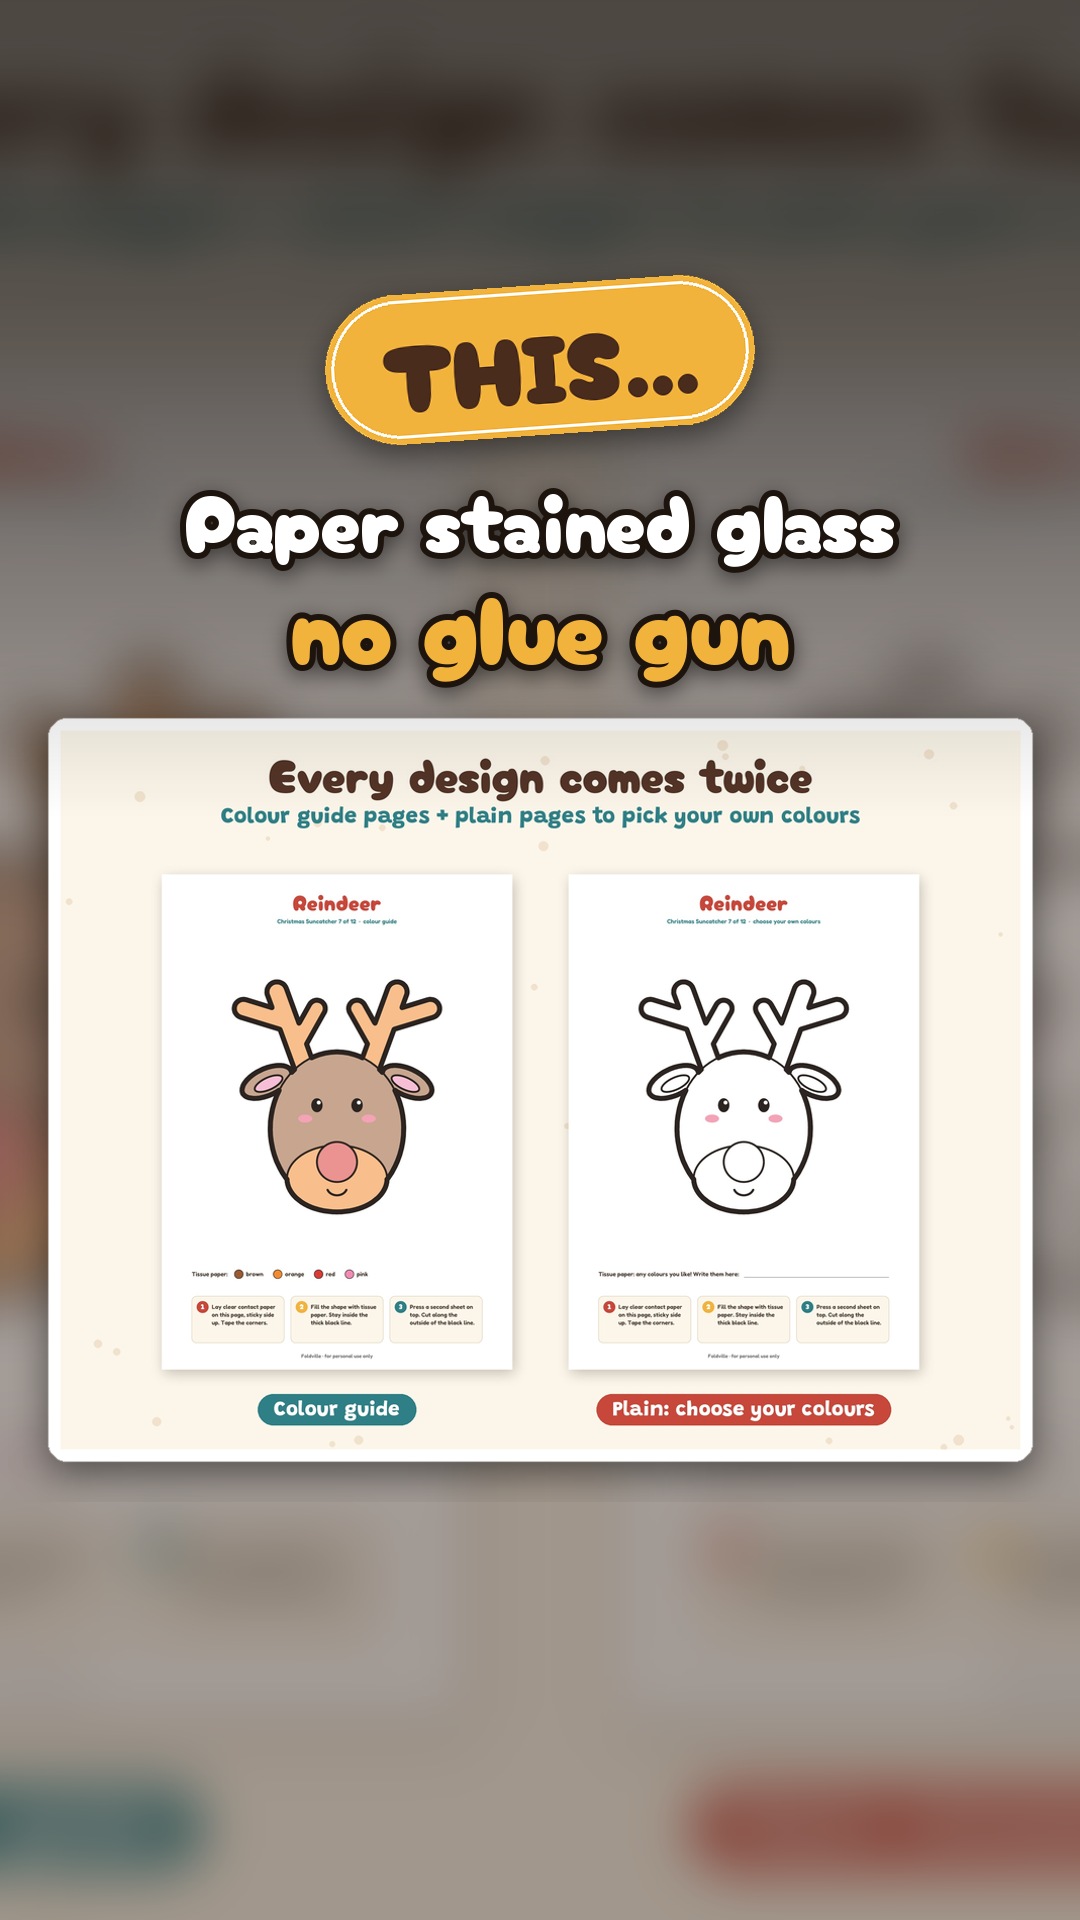 THIS...
Paper stained glass
no glue gun
Every design comes twice
Colour guide pages + plain pages to pick your own colours
Reindeer
Christmas Suncatcher 7 of 12 · colour guide
Tissue paper: brown orange red pink
1 Lay clear contact paper
on this page, sticky side
up. Tape the corners.
2 Fill the shape with tissue
paper. Stay inside the
thick black line.
3 Press a second sheet on
top. Cut along the
outside of the black line.
Foldville · for personal use only
Colour guide
Reindeer
Christmas Suncatcher 7 of 12 · choose your own colours
Tissue paper: any colours you like! Write them here:
1 Lay clear contact paper
on this page, sticky side
up. Tape the corners.
2 Fill the shape with tissue
paper. Stay inside the
thick black line.
3 Press a second sheet on
top. Cut along the
outside of the black line.
Foldville · for personal use only
Plain: choose your colours